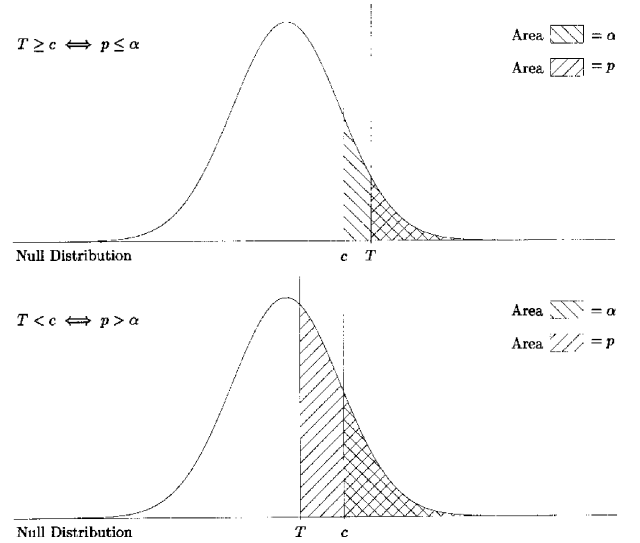 T ≥ c ⟺ p ≤ α
Area = α
Area = p
Null Distribution
c T
T < c ⟺ p > α
Area = α
Area = p
Null Distribution
T c